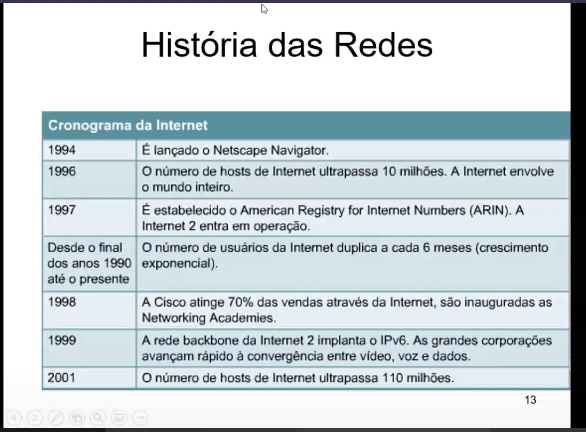 História das Redes
Cronograma da Internet
1994 É lançado o Netscape Navigator.
1996 O número de hosts de Internet ultrapassa 10 milhões. A Internet envolve
o mundo inteiro.
1997 É estabelecido o American Registry for Internet Numbers (ARIN). A
Internet 2 entra em operação.
Desde o final
dos anos 1990
até o presente
O número de usuários da Internet duplica a cada 6 meses (crescimento
exponencial).
1998 A Cisco atinge 70% das vendas através da Internet, são inauguradas as
Networking Academies.
1999 A rede backbone da Internet 2 implanta o IPv6. As grandes corporações
avançam rápido à convergência entre vídeo, voz e dados.
2001 O número de hosts de Internet ultrapassa 110 milhões.
13